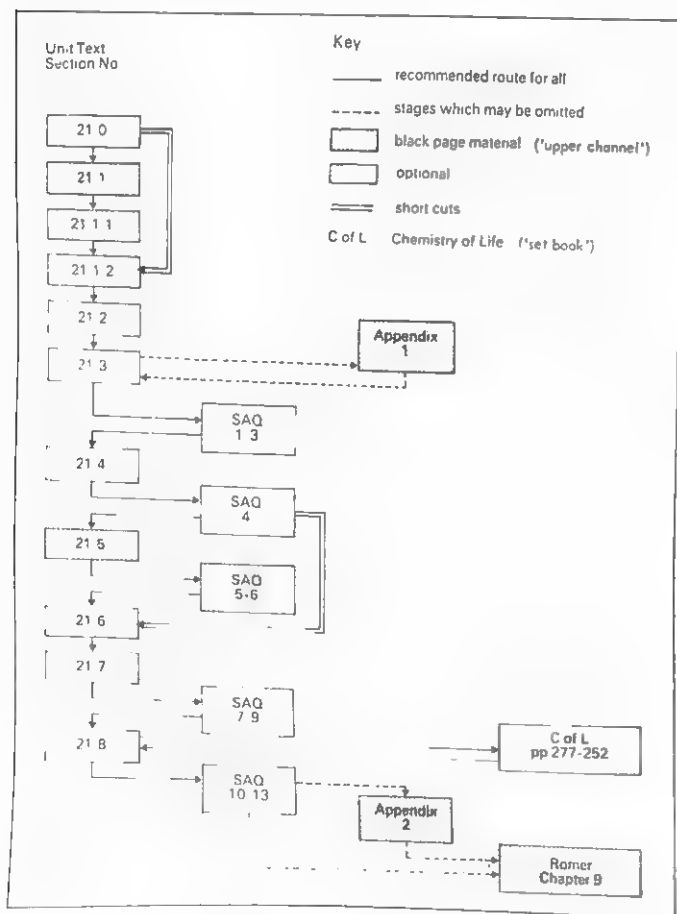 Unit Text
Section No
Key
recommended route for all
stages which may be omitted
black page material ("upper channel")
optional
short cuts
C of L Chemistry of Life ("set book")
21 0
21 1
21 1 1
21 1 2
21 2
21 3
Appendix
1
SAQ
1 3
21 4
SAQ
4
21 5
SAQ
5-6
21 6
21 7
SAQ
7 9
21 8
C of L
pp 277-252
SAQ
10 13
Appendix
2
Romer
Chapter 9